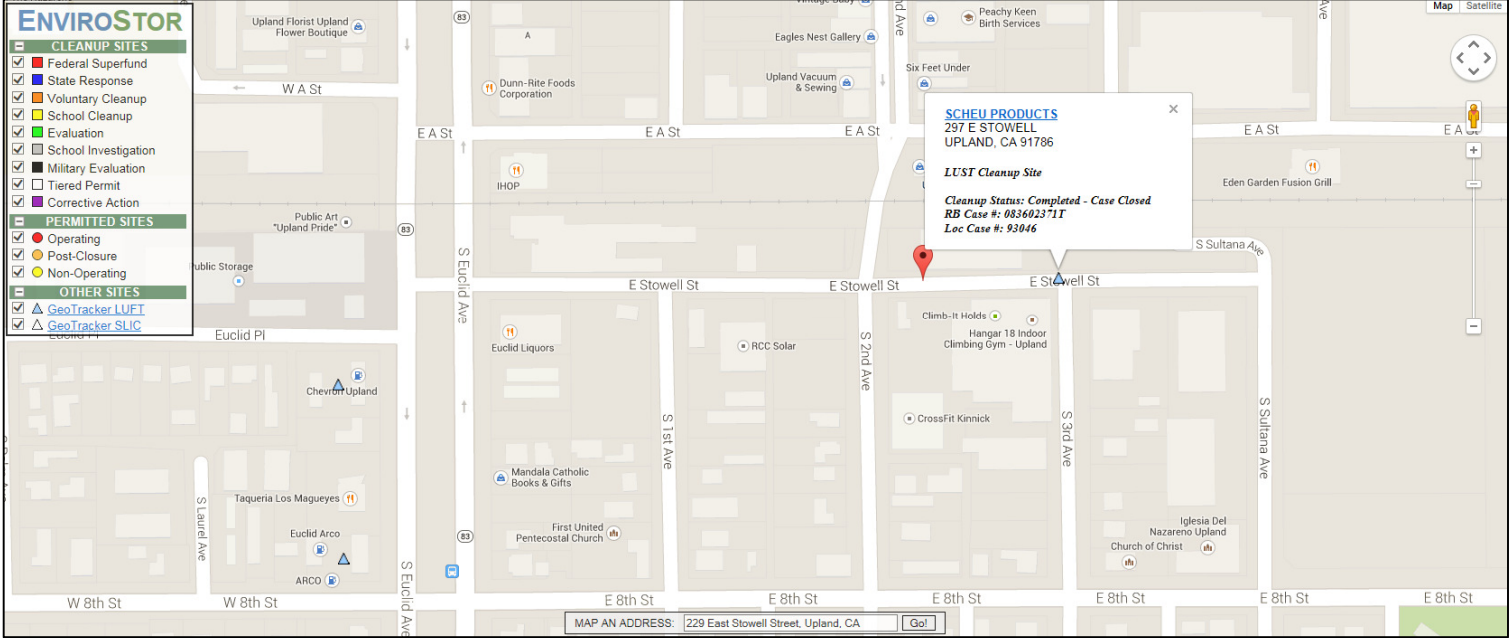 ENVIROSTOR
CLEANUP SITES
Federal Superfund
State Response
Voluntary Cleanup
School Cleanup
Evaluation
School Investigation
Military Evaluation
Tiered Permit
Corrective Action
PERMITTED SITES
Operating
Post-Closure
Non-Operating
OTHER SITES
GeoTracker LUFT
GeoTracker SLIC
Upland Florist Upland
Flower Boutique
83
A
Eagles Nest Gallery
Peachy Keen
Birth Services
Map
Satellite
Dunn-Rite Foods
Corporation
Upland Vacuum
& Sewing
Six Feet Under
W A St
E A St
E A St
E A St
E A St
SCHEU PRODUCTS
297 E STOWELL
UPLAND, CA 91786
LUST Cleanup Site
Cleanup Status: Completed - Case Closed
RB Case #: 083602371T
Loc Case #: 93046
IHOP
Eden Garden Fusion Grill
Public Art
"Upland Pride"
83
Public Storage
S Euclid Ave
S Sultana Ave
E Stowell St
E Stowell St
E Stowell St
Euclid Pl
Euclid Pl
Euclid Liquors
RCC Solar
S 2nd Ave
Climb-It Holds
Hangar 18 Indoor
Climbing Gym - Upland
Chevron Upland
CrossFit Kinnick
S 1st Ave
S 3rd Ave
S Sultana Ave
Mandala Catholic
Books & Gifts
Taqueria Los Magueyes
S Laurel Ave
First United
Pentecostal Church
Iglesia Del
Nazareno Upland
Church of Christ
Euclid Arco
83
ARCO
S Euclid Ave
W 8th St
W 8th St
E 8th St
E 8th St
E 8th St
E 8th St
E 8th St
E 8th St
MAP AN ADDRESS: 229 East Stowell Street, Upland, CA Go!